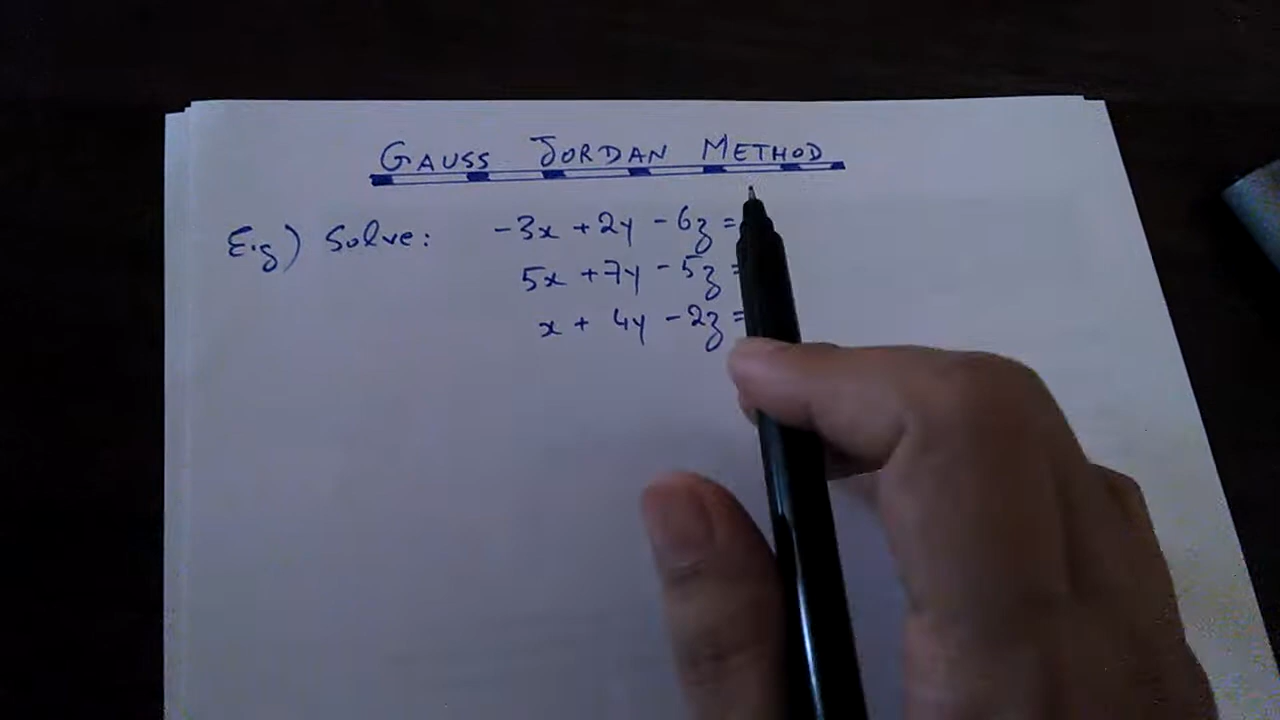 GAUSS JORDAN METHOD
E.g) Solve: -3x + 2y - 6z =
5x + 7y - 5z =
x + 4y - 2z =